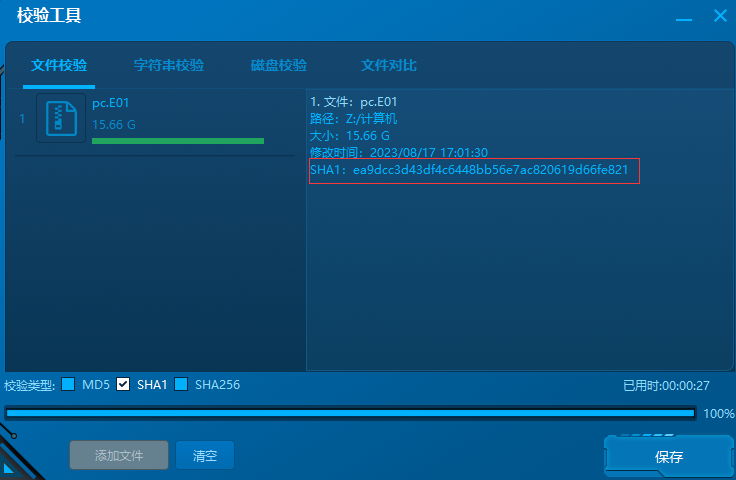 校验工具
文件校验 字符串校验 磁盘校验 文件对比
1 pc.E01
15.66 G
1. 文件：pc.E01
路径：Z:/计算机
大小：15.66 G
修改时间：2023/08/17 17:01:30
SHA1：ea9dcc3d43df4c6448bb56e7ac820619d66fe821
校验类型: MD5 SHA1 SHA256 已用时:00:00:27
100%
添加文件 清空 保存